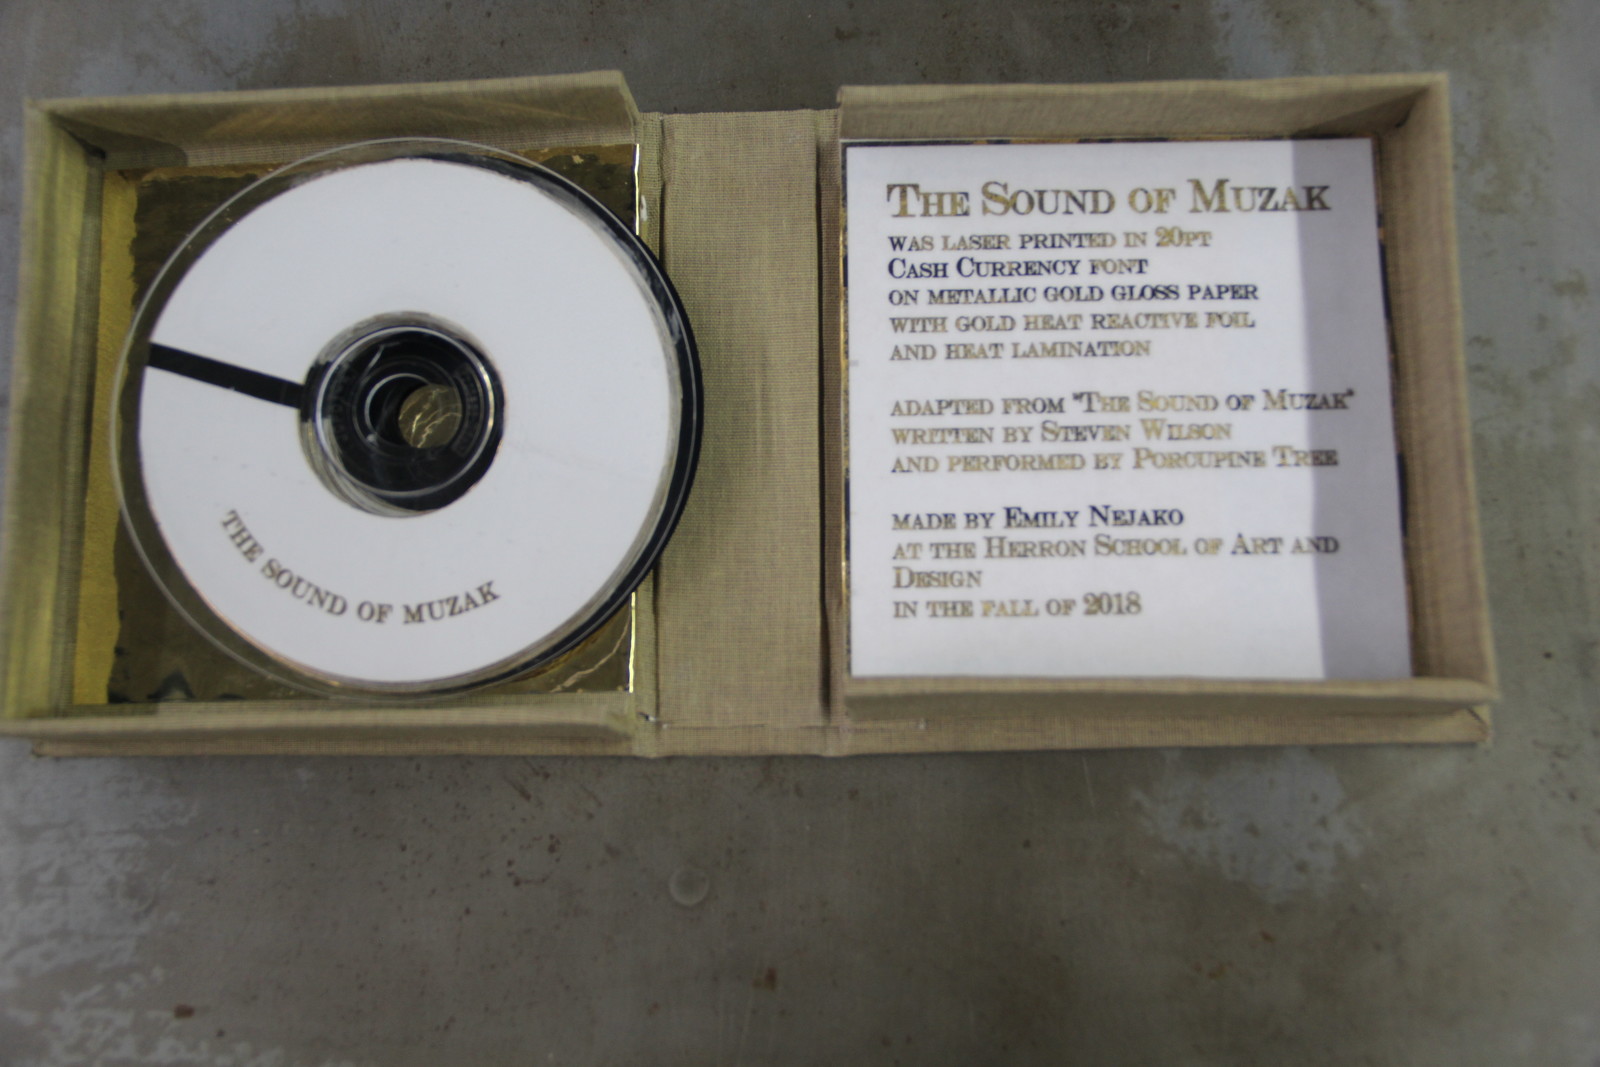 THE SOUND OF MUZAK
THE SOUND OF MUZAK
WAS LASER PRINTED IN 20PT
CASH CURRENCY FONT
ON METALLIC GOLD GLOSS PAPER
WITH GOLD HEAT REACTIVE FOIL
AND HEAT LAMINATION
ADAPTED FROM "THE SOUND OF MUZAK"
WRITTEN BY STEVEN WILSON
AND PERFORMED BY PORCUPINE TREE
MADE BY EMILY NEJAKO
AT THE HERRON SCHOOL OF ART AND
DESIGN
IN THE FALL OF 2018